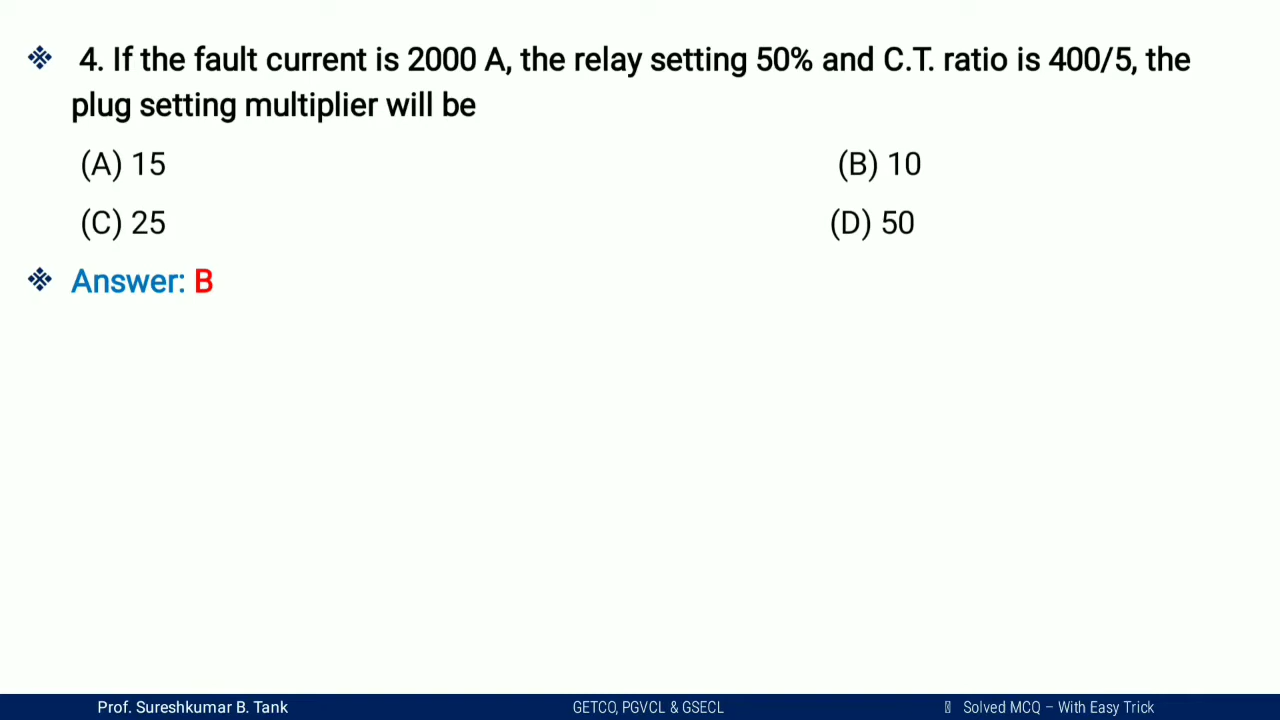 ❖ 4. If the fault current is 2000 A, the relay setting 50% and C.T. ratio is 400/5, the
plug setting multiplier will be
(A) 15 (B) 10
(C) 25 (D) 50
❖ Answer: B
Prof. Sureshkumar B. Tank GETCO, PGVCL & GSECL Solved MCQ – With Easy Trick